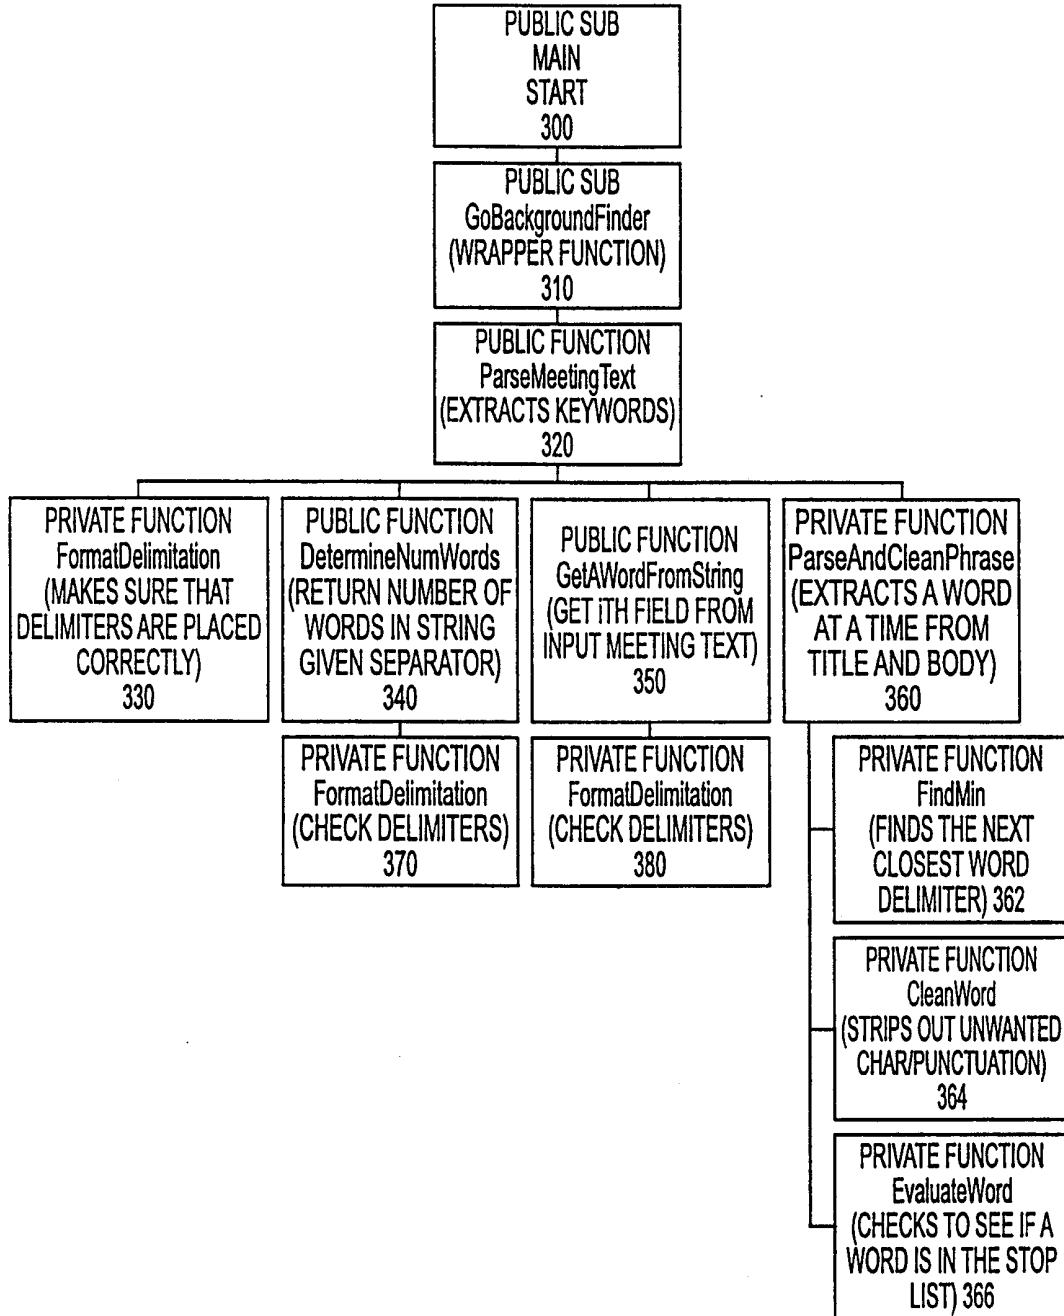 PUBLIC SUB
MAIN
START
300
PUBLIC SUB
GoBackgroundFinder
(WRAPPER FUNCTION)
310
PUBLIC FUNCTION
ParseMeetingText
(EXTRACTS KEYWORDS)
320
PRIVATE FUNCTION
FormatDelimitation
(MAKES SURE THAT
DELIMITERS ARE PLACED
CORRECTLY)
330
PUBLIC FUNCTION
DetermineNumWords
(RETURN NUMBER OF
WORDS IN STRING
GIVEN SEPARATOR)
340
PUBLIC FUNCTION
GetAWordFromString
(GET iTH FIELD FROM
INPUT MEETING TEXT)
350
PRIVATE FUNCTION
ParseAndCleanPhrase
(EXTRACTS A WORD
AT A TIME FROM
TITLE AND BODY)
360
PRIVATE FUNCTION
FormatDelimitation
(CHECK DELIMITERS)
370
PRIVATE FUNCTION
FormatDelimitation
(CHECK DELIMITERS)
380
PRIVATE FUNCTION
FindMin
(FINDS THE NEXT
CLOSEST WORD
DELIMITER) 362
PRIVATE FUNCTION
CleanWord
(STRIPS OUT UNWANTED
CHAR/PUNCTUATION)
364
PRIVATE FUNCTION
EvaluateWord
(CHECKS TO SEE IF A
WORD IS IN THE STOP
LIST) 366